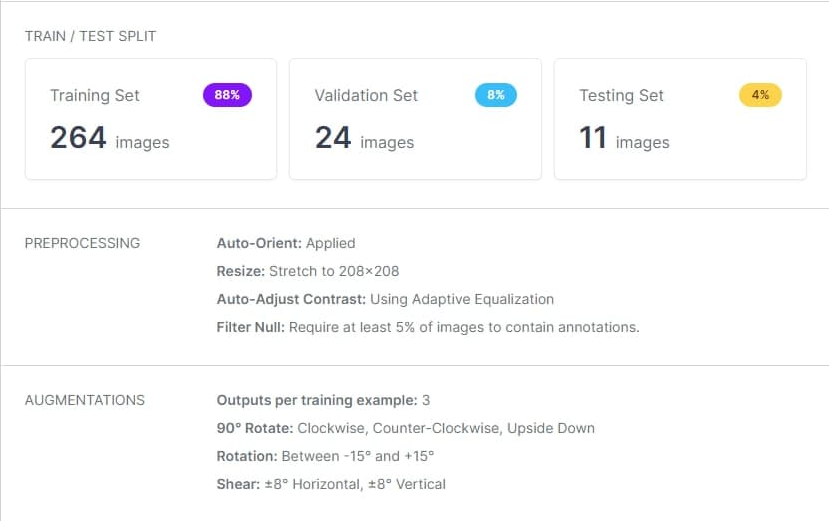 TRAIN / TEST SPLIT
Training Set 88%
264 images
Validation Set 8%
24 images
Testing Set 4%
11 images
PREPROCESSING
Auto-Orient: Applied
Resize: Stretch to 208×208
Auto-Adjust Contrast: Using Adaptive Equalization
Filter Null: Require at least 5% of images to contain annotations.
AUGMENTATIONS
Outputs per training example: 3
90° Rotate: Clockwise, Counter-Clockwise, Upside Down
Rotation: Between -15° and +15°
Shear: ±8° Horizontal, ±8° Vertical